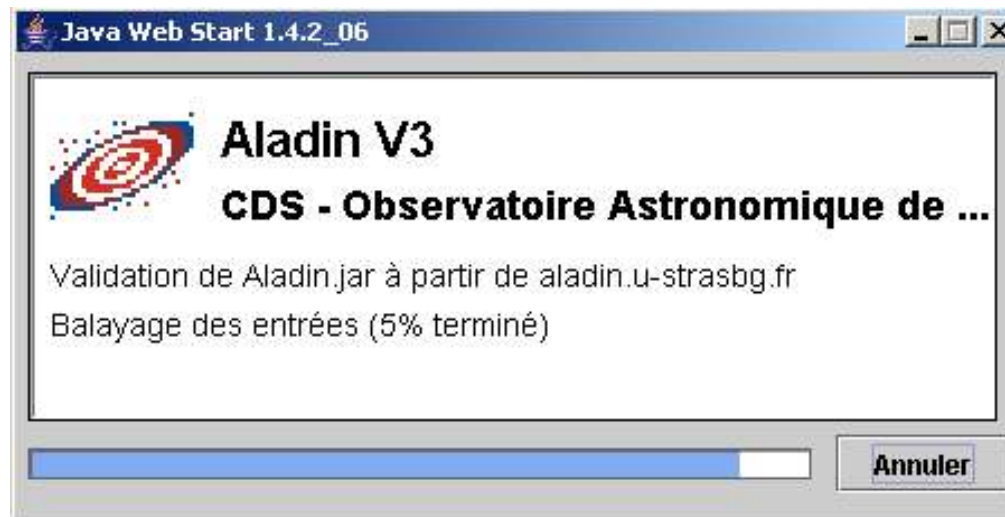 Java Web Start 1.4.2_06
Aladin V3
CDS - Observatoire Astronomique de ...
Validation de Aladin.jar à partir de aladin.u-strasbg.fr
Balayage des entrées (5% terminé)
Annuler